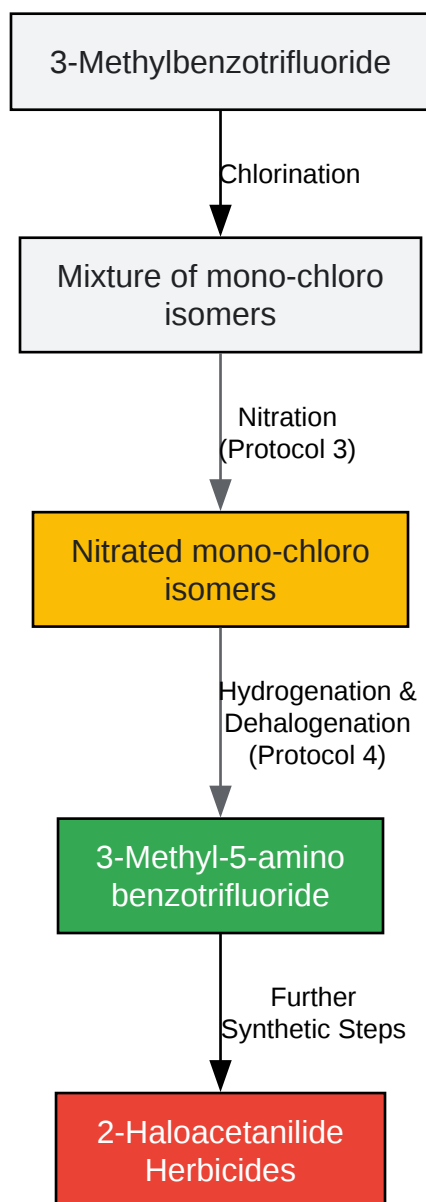 3-Methylbenzotrifluoride
Chlorination
Mixture of mono-chloro
isomers
Nitration
(Protocol 3)
Nitrated mono-chloro
isomers
Hydrogenation &
Dehalogenation
(Protocol 4)
3-Methyl-5-amino
benzotrifluoride
Further
Synthetic Steps
2-Haloacetanilide
Herbicides